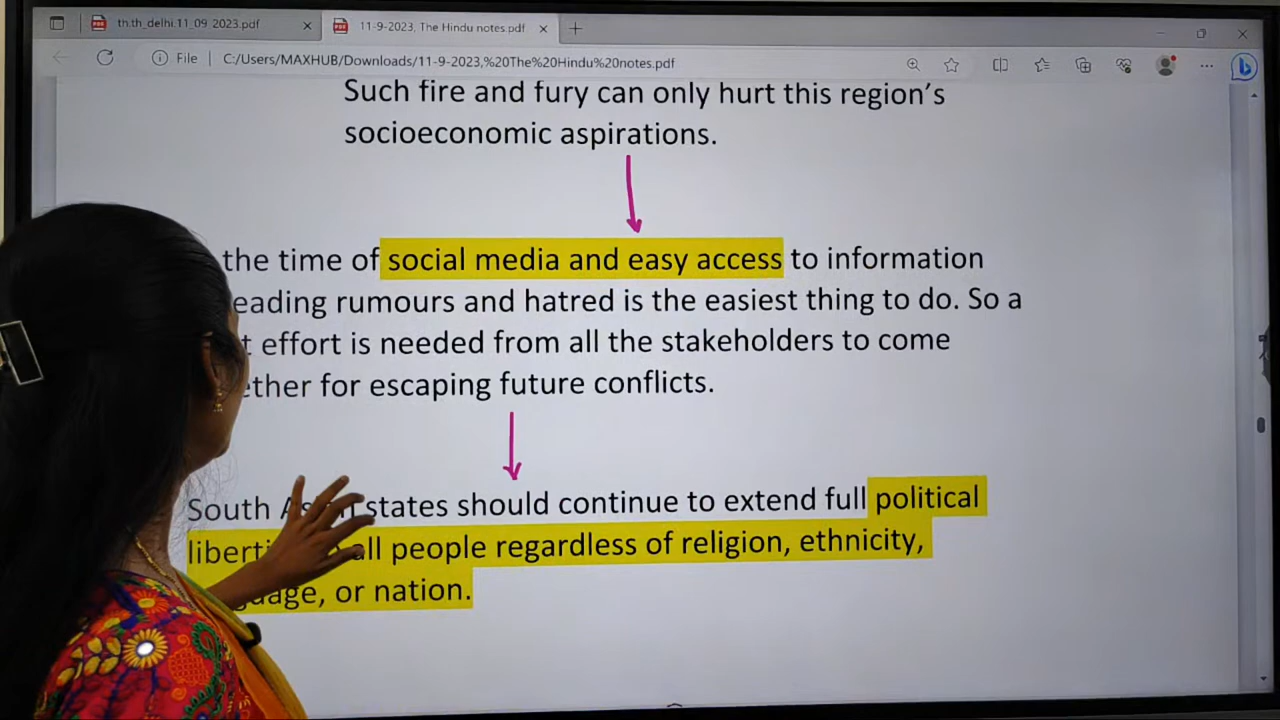 th.th_delhi.11_09_2023.pdf
11-9-2023, The Hindu notes.pdf
File C:/Users/MAXHUB/Downloads/11-9-2023,%20The%20Hindu%20notes.pdf
Such fire and fury can only hurt this region's
socioeconomic aspirations.
the time of social media and easy access to information
eading rumours and hatred is the easiest thing to do. So a
t effort is needed from all the stakeholders to come
ether for escaping future conflicts.
South states should continue to extend full political
all people regardless of religion, ethnicity,
or nation.